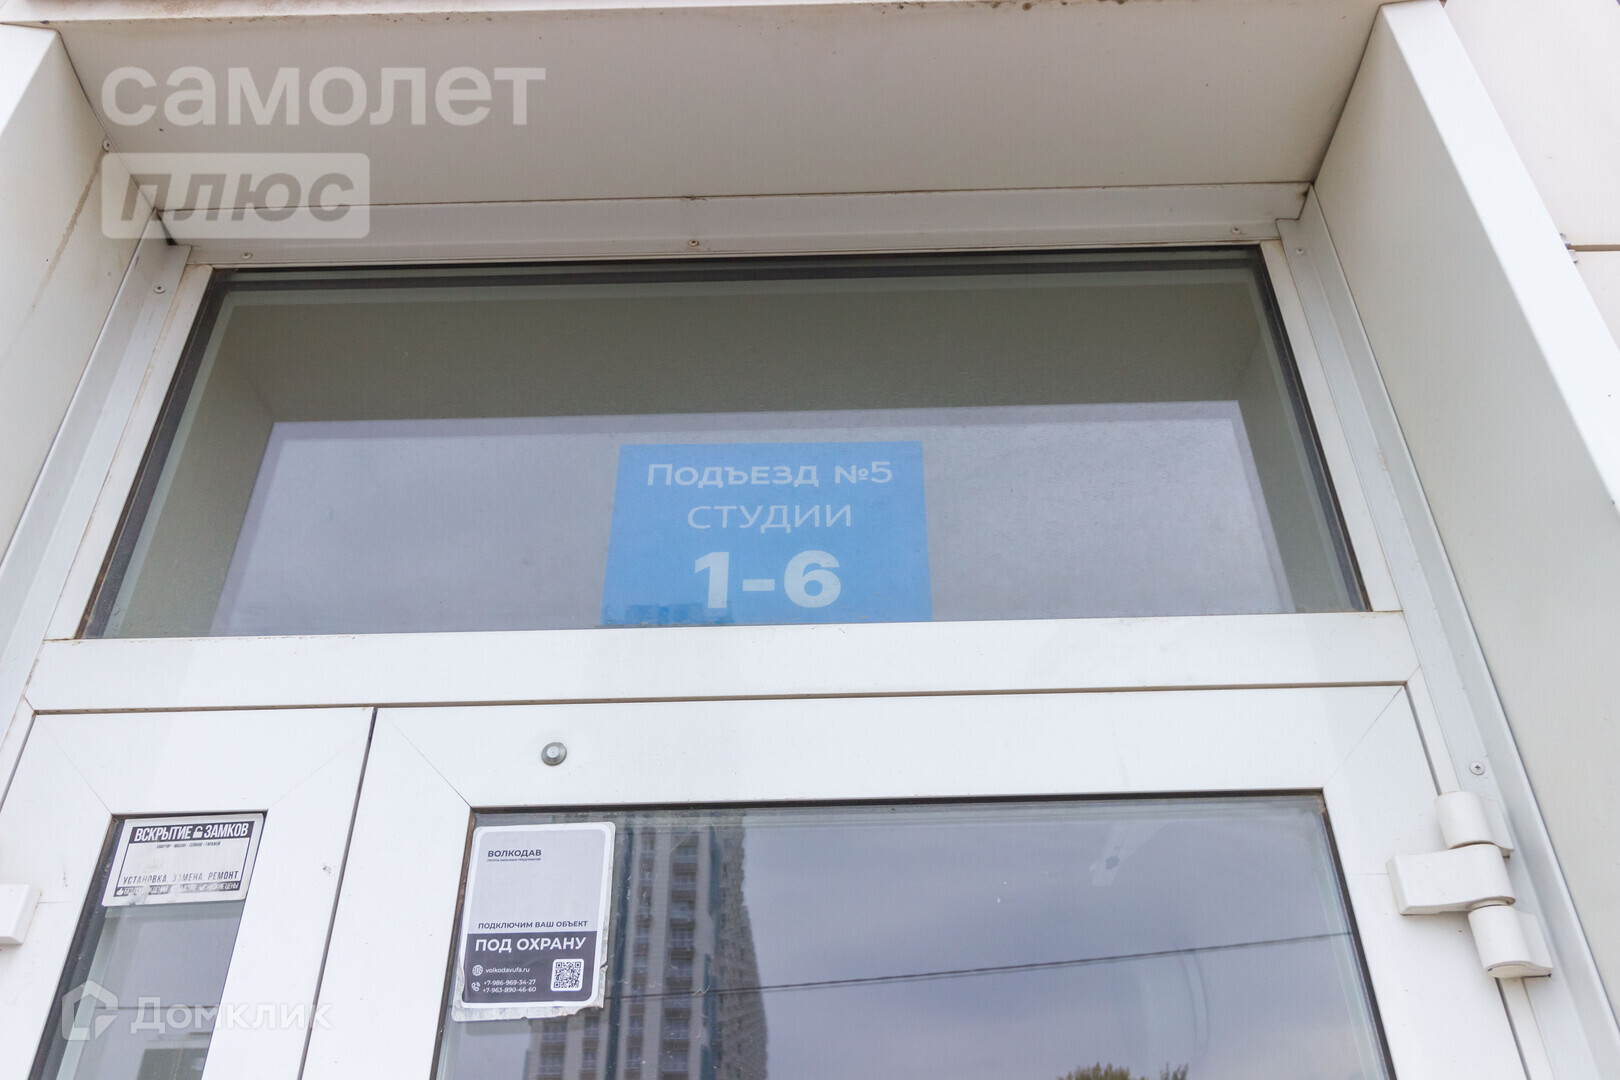 самолет
плюс
Подъезд №5
СТУДИИ
1-6
ВСКРЫТИЕ ЗАМКОВ
УСТАНОВКА, ЗАМЕНА, РЕМОНТ
ВОЛКОДАВ
ПОДКЛЮЧИМ ВАШ ОБЪЕКТ
ПОД ОХРАНУ
volkodavufa.ru
+7-986-969-34-27
+7-963-890-46-60
Домклик